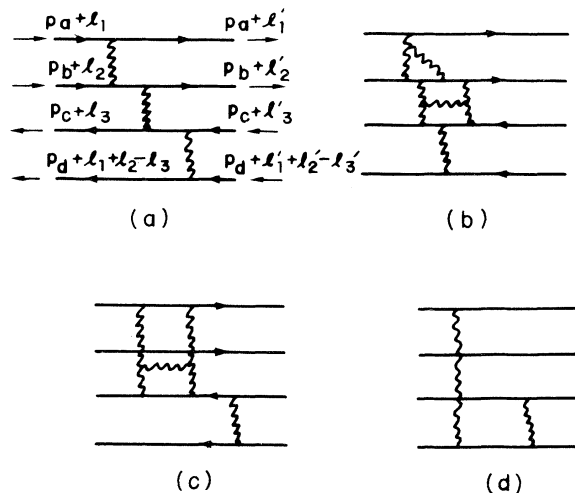 pa+ℓ1 pa+ℓ1′
pb+ℓ2 pb+ℓ2′
pc+ℓ3 pc+ℓ3′
pd+ℓ1+ℓ2−ℓ3 pd+ℓ1′+ℓ2′−ℓ3′
(a) (b)
(c) (d)